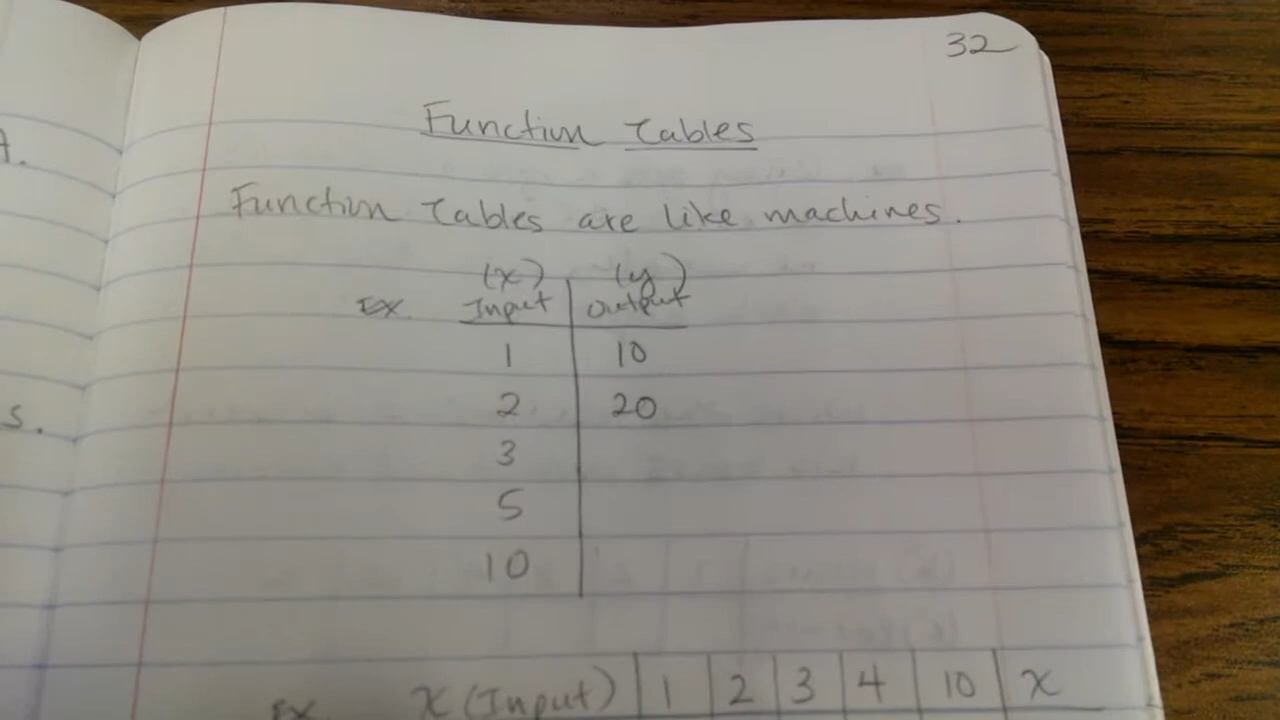 32
Function Tables
Function Tables are like machines.
(x) (y)
Ex. Input Output
1 10
2 20
3
5
10
s.
Ex. x (Input) 1 2 3 4 10 x